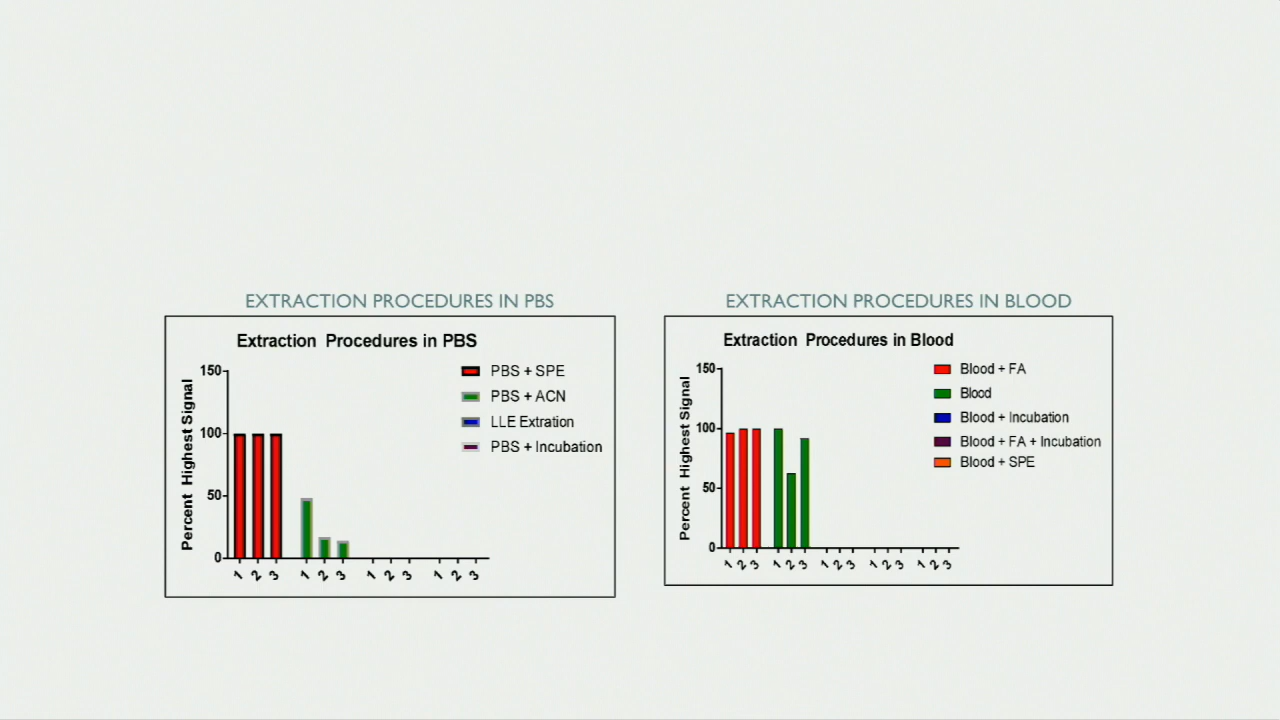 EXTRACTION PROCEDURES IN PBS
Extraction Procedures in PBS
Percent Highest Signal
150
100
50
0
1 2 3 1 2 3 1 2 3 1 2 3
PBS + SPE
PBS + ACN
LLE Extration
PBS + Incubation
EXTRACTION PROCEDURES IN BLOOD
Extraction Procedures in Blood
Percent Highest Signal
150
100
50
0
1 2 3 1 2 3 1 2 3 1 2 3 1 2 3
Blood + FA
Blood
Blood + Incubation
Blood + FA + Incubation
Blood + SPE